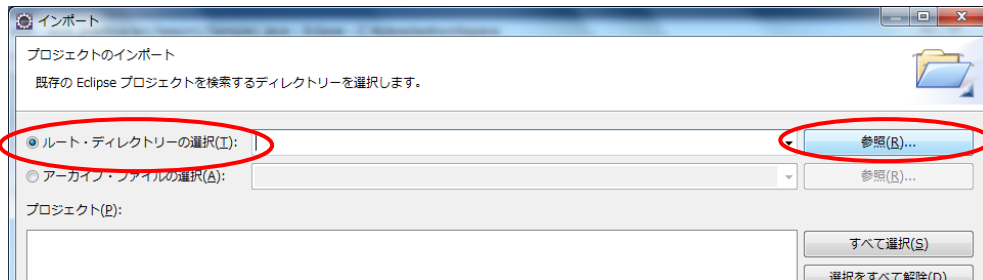 インポート
プロジェクトのインポート
既存の Eclipse プロジェクトを検索するディレクトリーを選択します。
ルート・ディレクトリーの選択(T):
参照(R)...
アーカイブ・ファイルの選択(A):
参照(R)...
プロジェクト(P):
すべて選択(S)
選択をすべて解除(D)